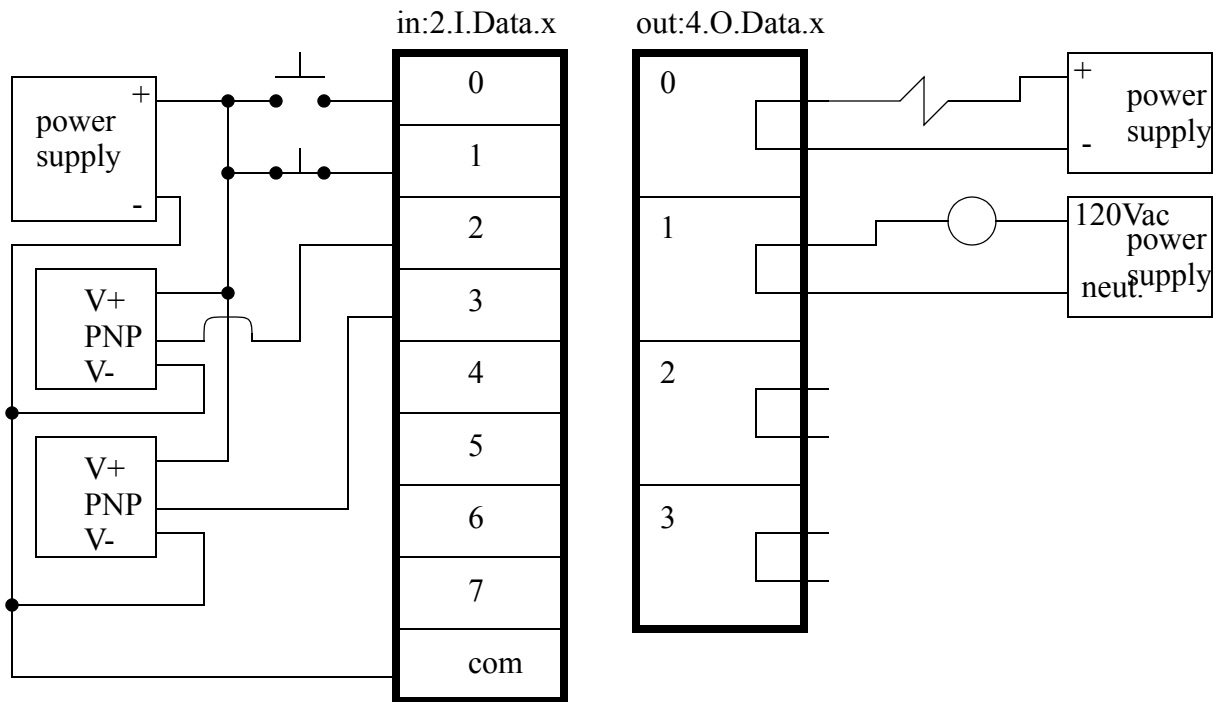 in:2.I.Data.x
out:4.O.Data.x
+
power
supply
-
V+
PNP
V-
V+
PNP
V-
0
1
2
3
4
5
6
7
com
0
1
2
3
+
power
supply
-
120Vac
power
supply
neut.